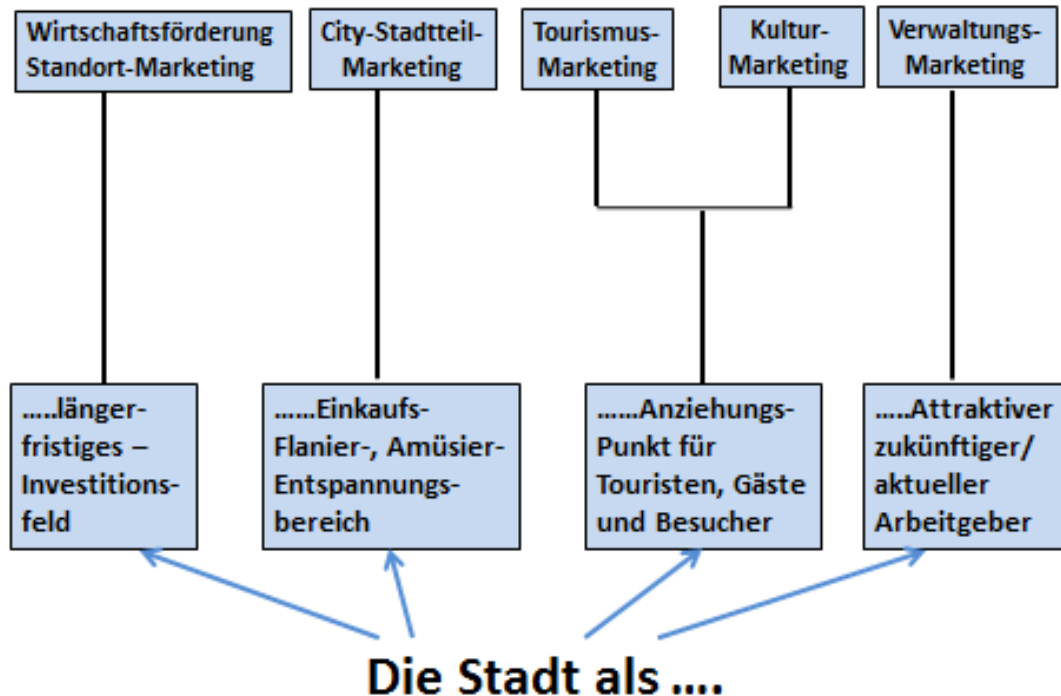 Wirtschaftsförderung
Standort-Marketing
City-Stadtteil-
Marketing
Tourismus-
Marketing
Kultur-
Marketing
Verwaltungs-
Marketing
.....länger-
fristiges –
Investitions-
feld
......Einkaufs-
Flanier-, Amüsier-
Entspannungs-
bereich
......Anziehungs-
Punkt für
Touristen, Gäste
und Besucher
.....Attraktiver
zukünftiger/
aktueller
Arbeitgeber
Die Stadt als ....